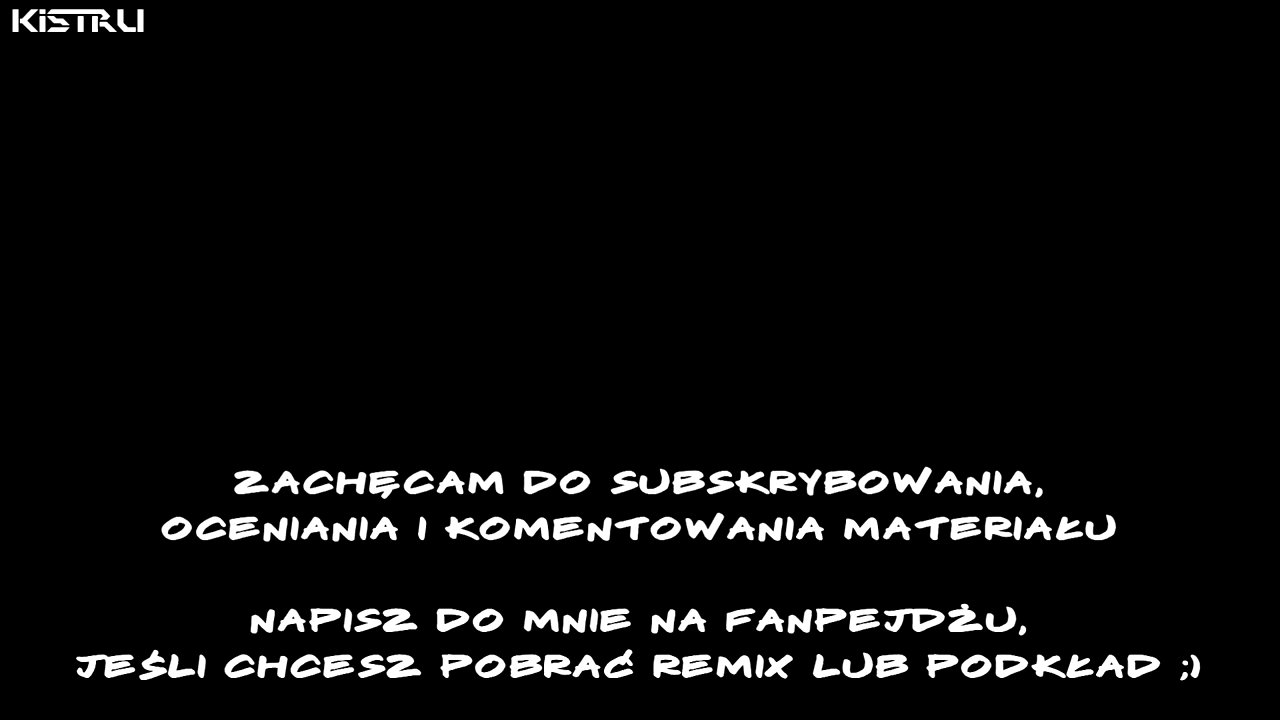 KiSTRU
ZACHĘCAM DO SUBSKRYBOWANIA,
OCENIANIA I KOMENTOWANIA MATERIAŁU
NAPISZ DO MNIE NA FANPEJDŻU,
JEŚLI CHCESZ POBRAĆ REMIX LUB PODKŁAD ;)